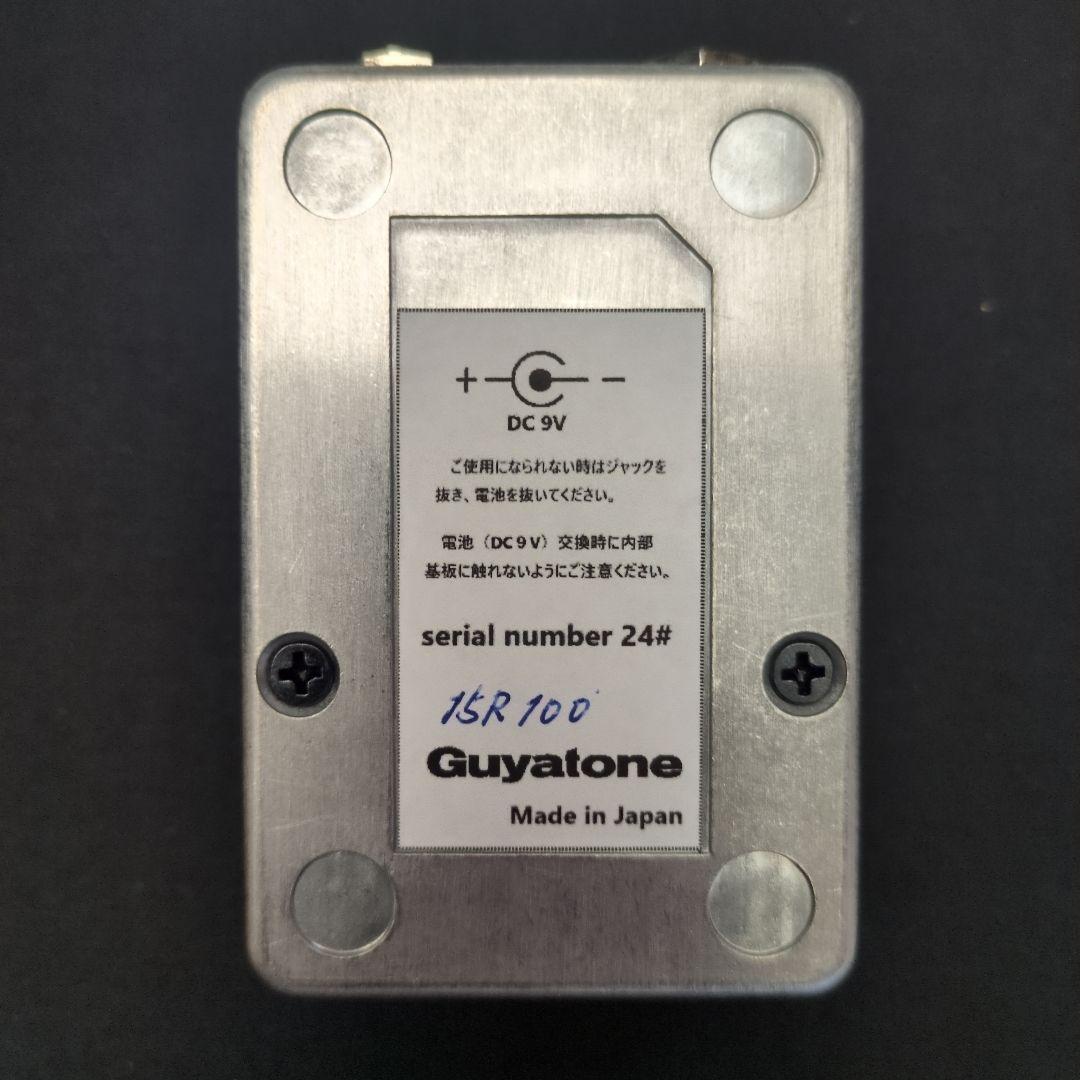 + −
DC 9V
ご使用になられない時はジャックを
抜き、電池を抜いてください。
電池（DC９V）交換時に内部
基板に触れないようにご注意ください。
serial number 24#
15R100
Guyatone
Made in Japan